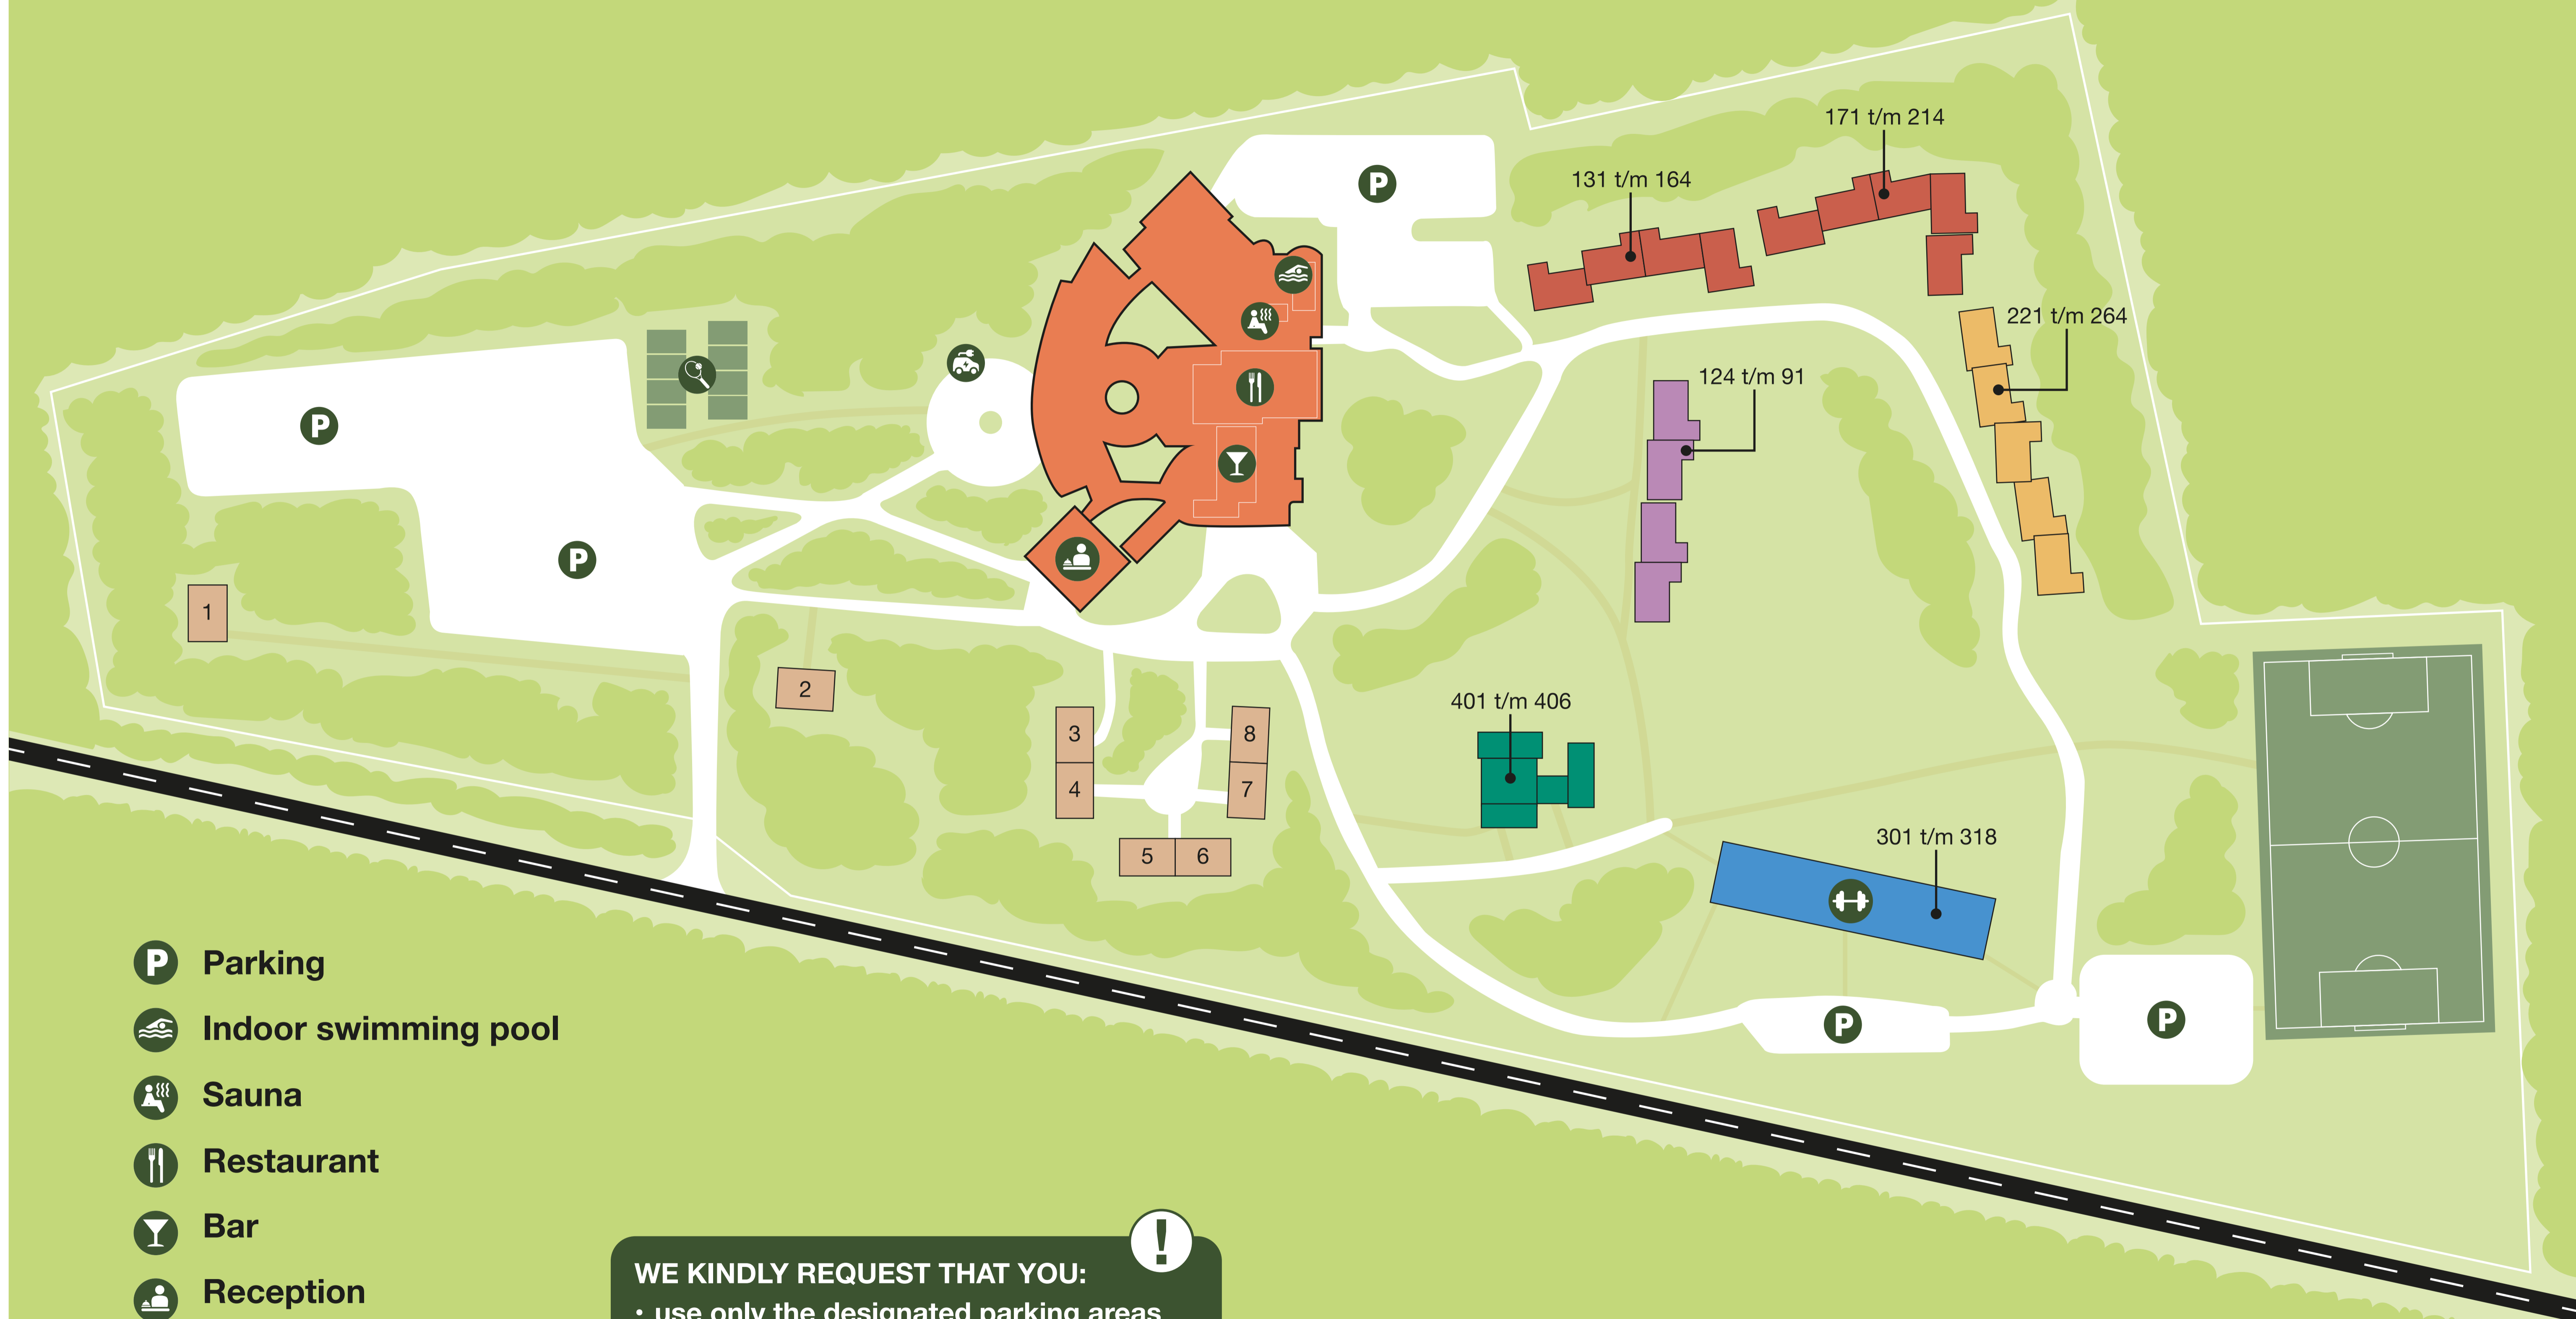 171 t/m 214
131 t/m 164
P
221 t/m 264
124 t/m 91
P
P
1
2
401 t/m 406
3
8
4
7
301 t/m 318
5
6
P
P
P Parking
Indoor swimming pool
Sauna
Restaurant
Bar
Reception
!
WE KINDLY REQUEST THAT YOU:
• use only the designated parking areas